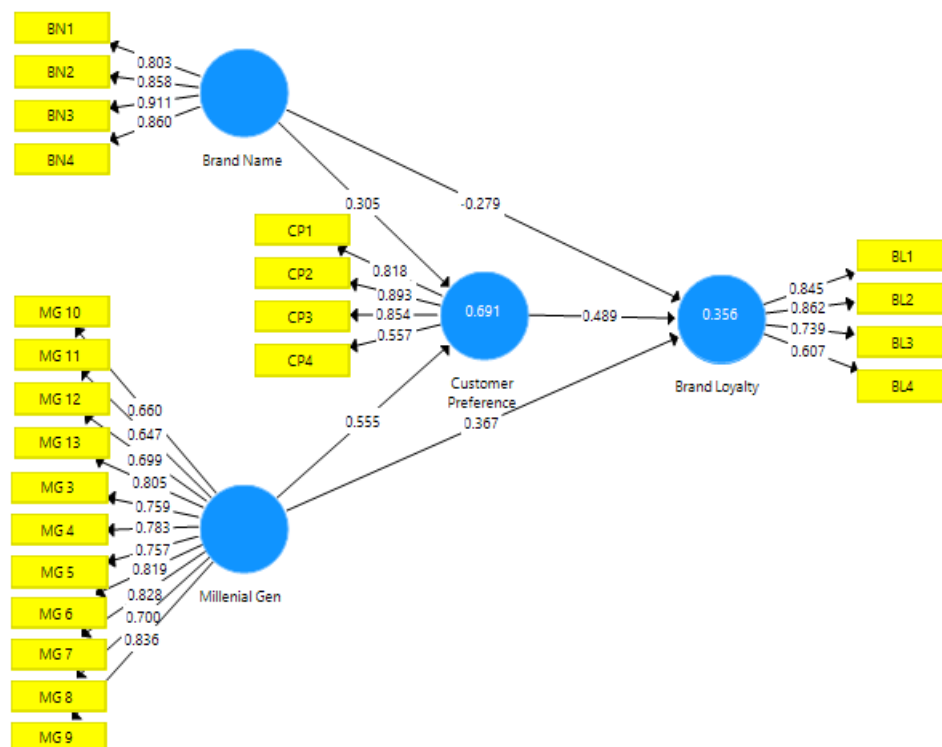 BN1
BN2
BN3
BN4
0.803
0.858
0.911
0.860
Brand Name
0.305
-0.279
CP1
CP2
CP3
CP4
0.818
0.893
0.854
0.557
0.691
Customer
Preference
0.489
0.356
Brand Loyalty
BL1
BL2
BL3
BL4
0.845
0.862
0.739
0.607
0.555
0.367
MG 10
MG 11
MG 12
MG 13
MG 3
MG 4
MG 5
MG 6
MG 7
MG 8
MG 9
0.660
0.647
0.699
0.805
0.759
0.783
0.757
0.819
0.828
0.700
0.836
Millenial Gen